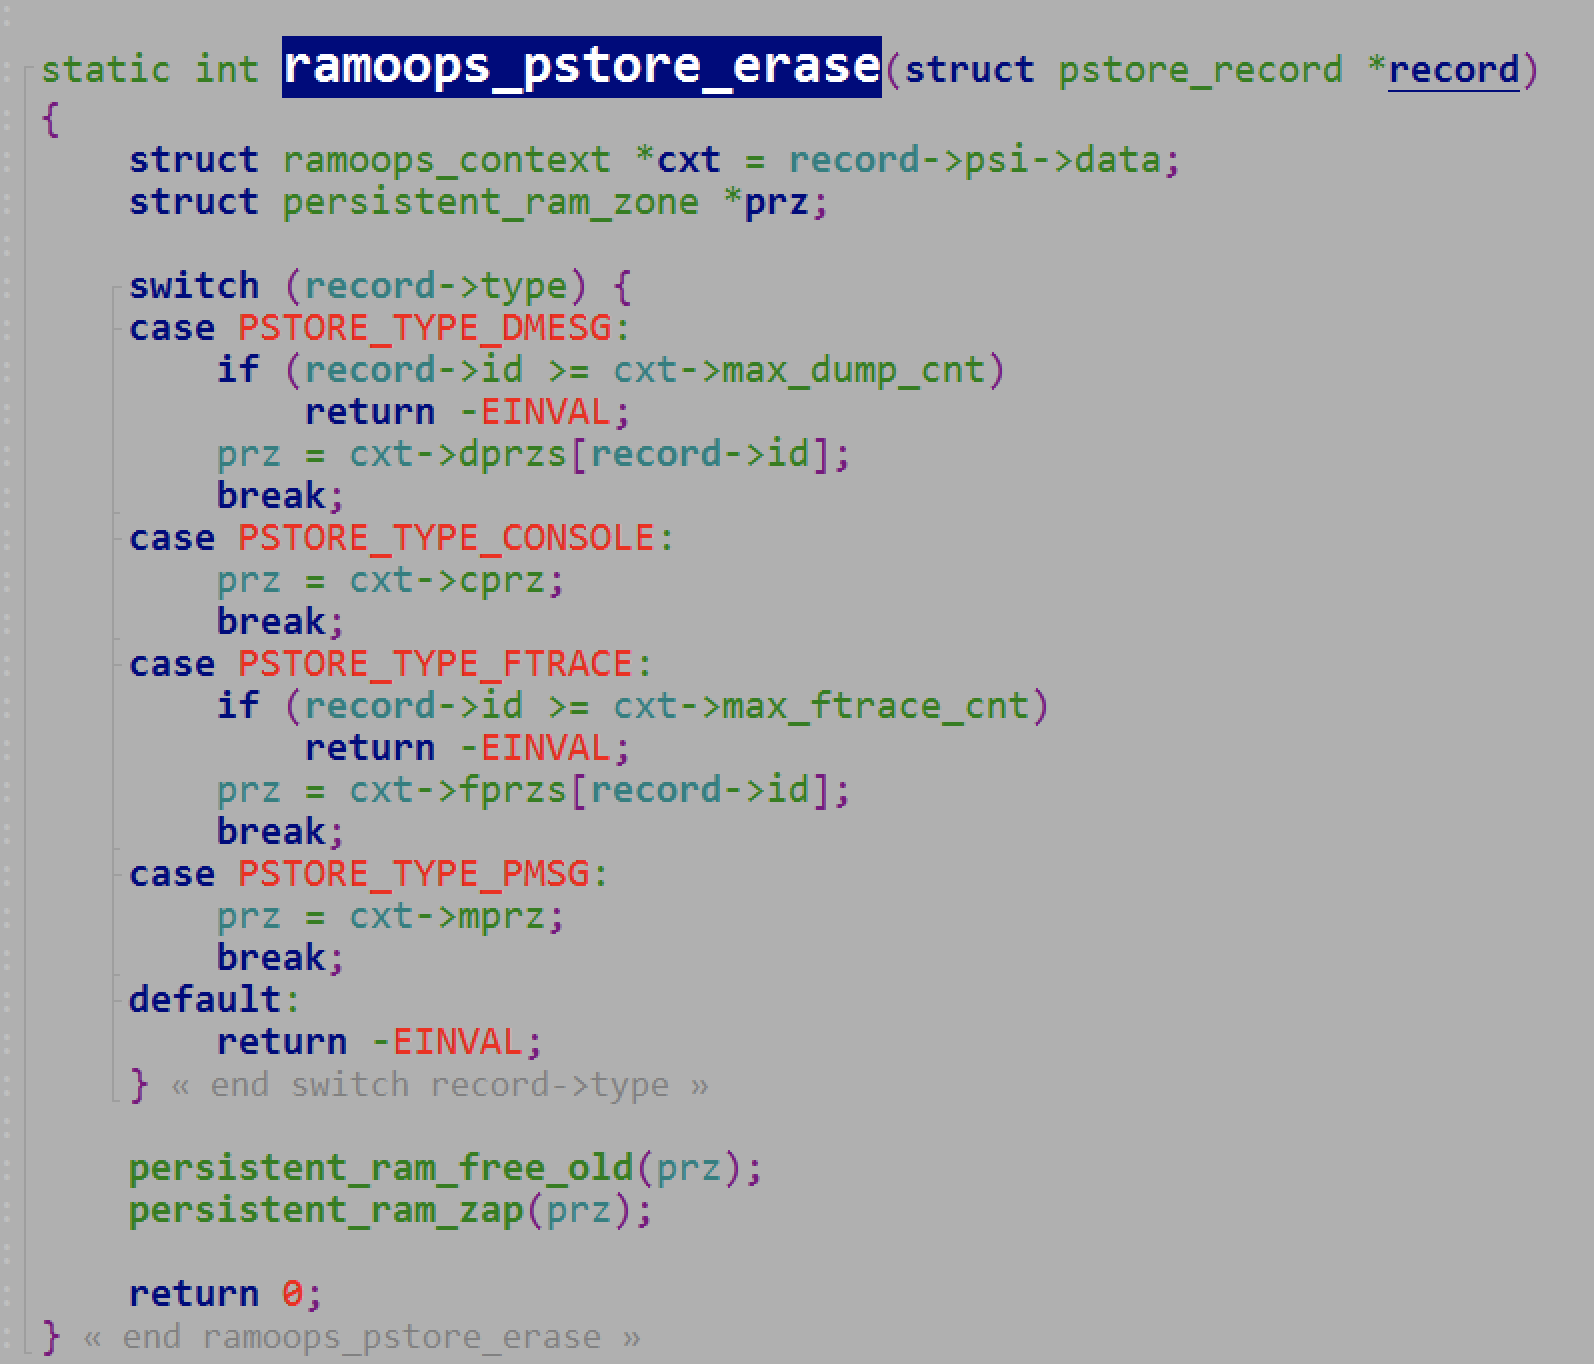 static int ramoops_pstore_erase(struct pstore_record *record)
{
    struct ramoops_context *cxt = record->psi->data;
    struct persistent_ram_zone *prz;

    switch (record->type) {
    case PSTORE_TYPE_DMESG:
        if (record->id >= cxt->max_dump_cnt)
            return -EINVAL;
        prz = cxt->dprzs[record->id];
        break;
    case PSTORE_TYPE_CONSOLE:
        prz = cxt->cprz;
        break;
    case PSTORE_TYPE_FTRACE:
        if (record->id >= cxt->max_ftrace_cnt)
            return -EINVAL;
        prz = cxt->fprzs[record->id];
        break;
    case PSTORE_TYPE_PMSG:
        prz = cxt->mprz;
        break;
    default:
        return -EINVAL;
    } « end switch record->type »

    persistent_ram_free_old(prz);
    persistent_ram_zap(prz);

    return 0;
} « end ramoops_pstore_erase »